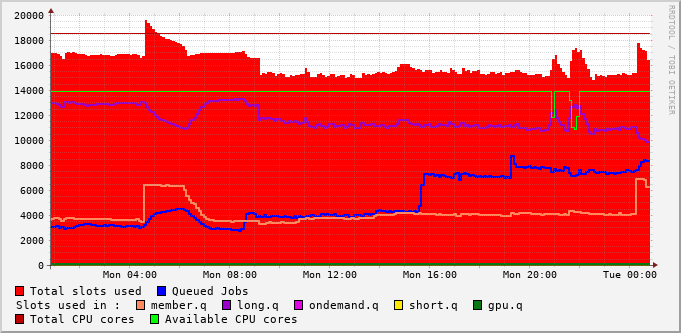 20000
18000
16000
14000
12000
10000
8000
6000
4000
2000
0
Mon 04:00 Mon 08:00 Mon 12:00 Mon 16:00 Mon 20:00 Tue 00:00
Total slots used Queued Jobs
Slots used in : member.q long.q ondemand.q short.q gpu.q
Total CPU cores Available CPU cores
RRDTOOL / TOBI OETIKER